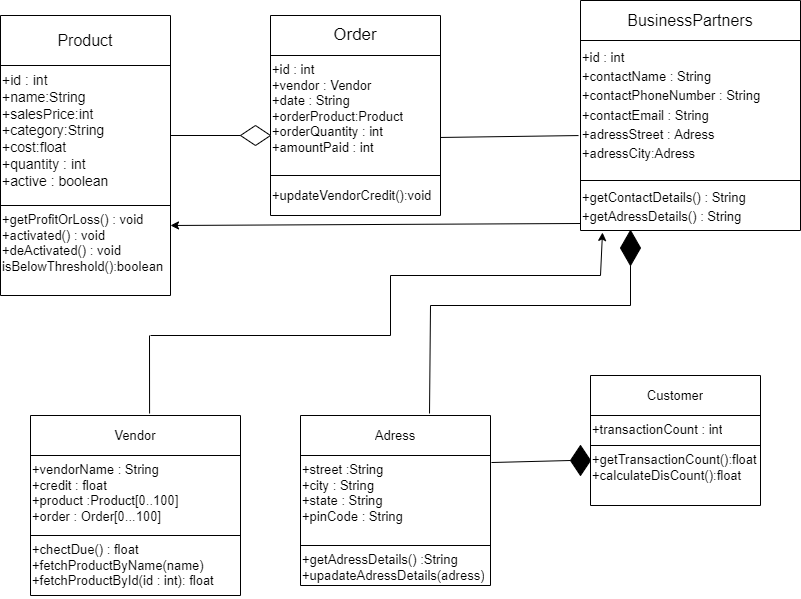 Product
+id : int
+name:String
+salesPrice:int
+category:String
+cost:float
+quantity : int
+active : boolean
+getProfitOrLoss() : void
+activated() : void
+deActivated() : void
isBelowThreshold():boolean
Order
+id : int
+vendor : Vendor
+date : String
+orderProduct:Product
+orderQuantity : int
+amountPaid : int
+updateVendorCredit():void
BusinessPartners
+id : int
+contactName : String
+contactPhoneNumber : String
+contactEmail : String
+adressStreet : Adress
+adressCity:Adress
+getContactDetails() : String
+getAdressDetails() : String
Vendor
+vendorName : String
+credit : float
+product :Product[0..100]
+order : Order[0...100]
+chectDue() : float
+fetchProductByName(name)
+fetchProductById(id : int): float
Adress
+street :String
+city : String
+state : String
+pinCode : String
+getAdressDetails() :String
+upadateAdressDetails(adress)
Customer
+transactionCount : int
+getTransactionCount():float
+calculateDisCount():float